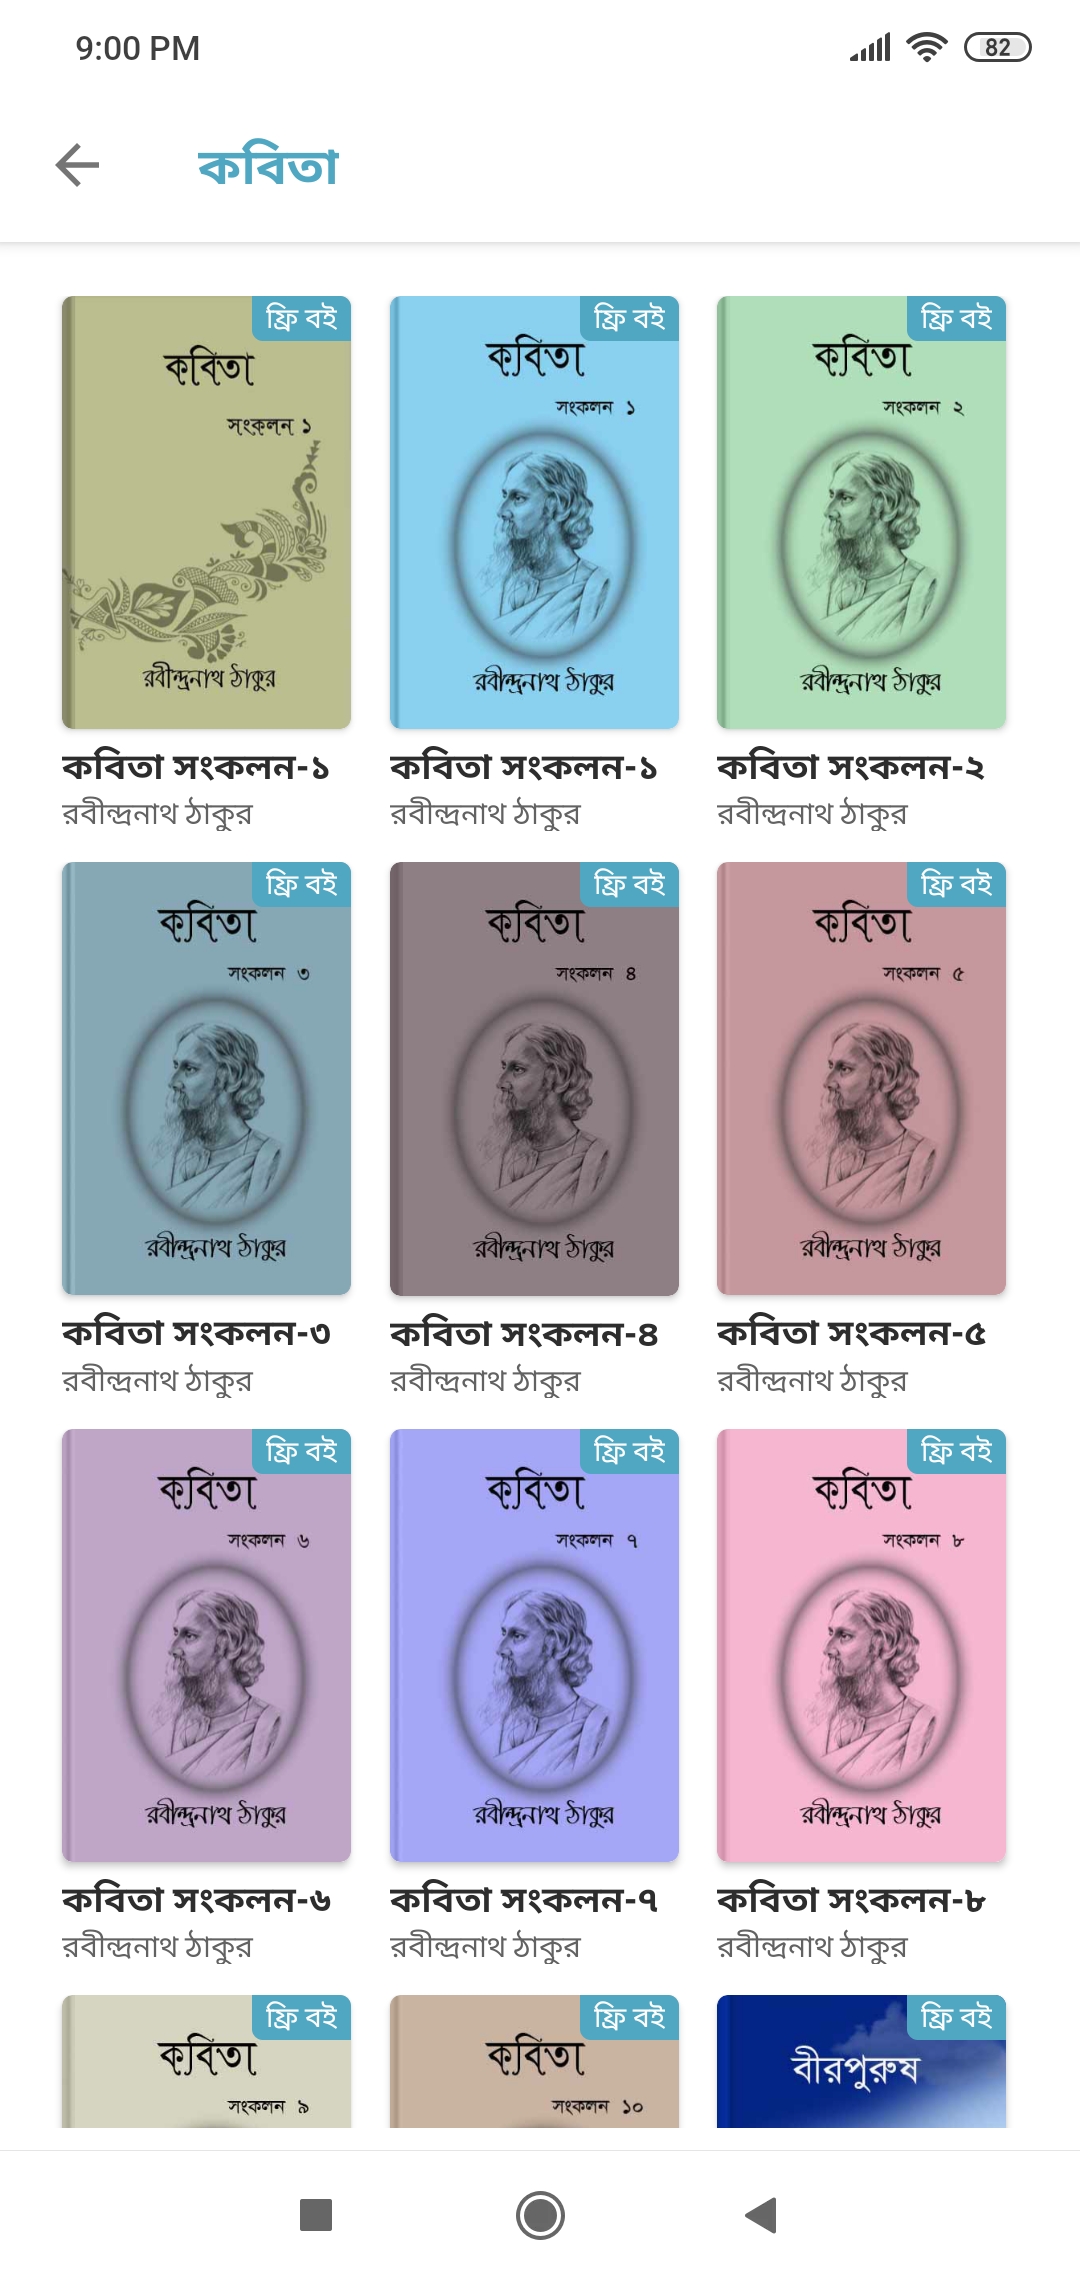 9:00 PM
82
কবিতা
ফ্রি বই
কবিতা
সংকলন ১
রবীন্দ্রনাথ ঠাকুর
কবিতা সংকলন-১
রবীন্দ্রনাথ ঠাকুর
ফ্রি বই
কবিতা
সংকলন ১
রবীন্দ্রনাথ ঠাকুর
কবিতা সংকলন-১
রবীন্দ্রনাথ ঠাকুর
ফ্রি বই
কবিতা
সংকলন ২
রবীন্দ্রনাথ ঠাকুর
কবিতা সংকলন-২
রবীন্দ্রনাথ ঠাকুর
ফ্রি বই
কবিতা
সংকলন ৩
রবীন্দ্রনাথ ঠাকুর
কবিতা সংকলন-৩
রবীন্দ্রনাথ ঠাকুর
ফ্রি বই
কবিতা
সংকলন ৪
রবীন্দ্রনাথ ঠাকুর
কবিতা সংকলন-৪
রবীন্দ্রনাথ ঠাকুর
ফ্রি বই
কবিতা
সংকলন ৫
রবীন্দ্রনাথ ঠাকুর
কবিতা সংকলন-৫
রবীন্দ্রনাথ ঠাকুর
ফ্রি বই
কবিতা
সংকলন ৬
রবীন্দ্রনাথ ঠাকুর
কবিতা সংকলন-৬
রবীন্দ্রনাথ ঠাকুর
ফ্রি বই
কবিতা
সংকলন ৭
রবীন্দ্রনাথ ঠাকুর
কবিতা সংকলন-৭
রবীন্দ্রনাথ ঠাকুর
ফ্রি বই
কবিতা
সংকলন ৮
রবীন্দ্রনাথ ঠাকুর
কবিতা সংকলন-৮
রবীন্দ্রনাথ ঠাকুর
ফ্রি বই
কবিতা
সংকলন ৯
ফ্রি বই
কবিতা
সংকলন ১০
ফ্রি বই
বীরপুরুষ